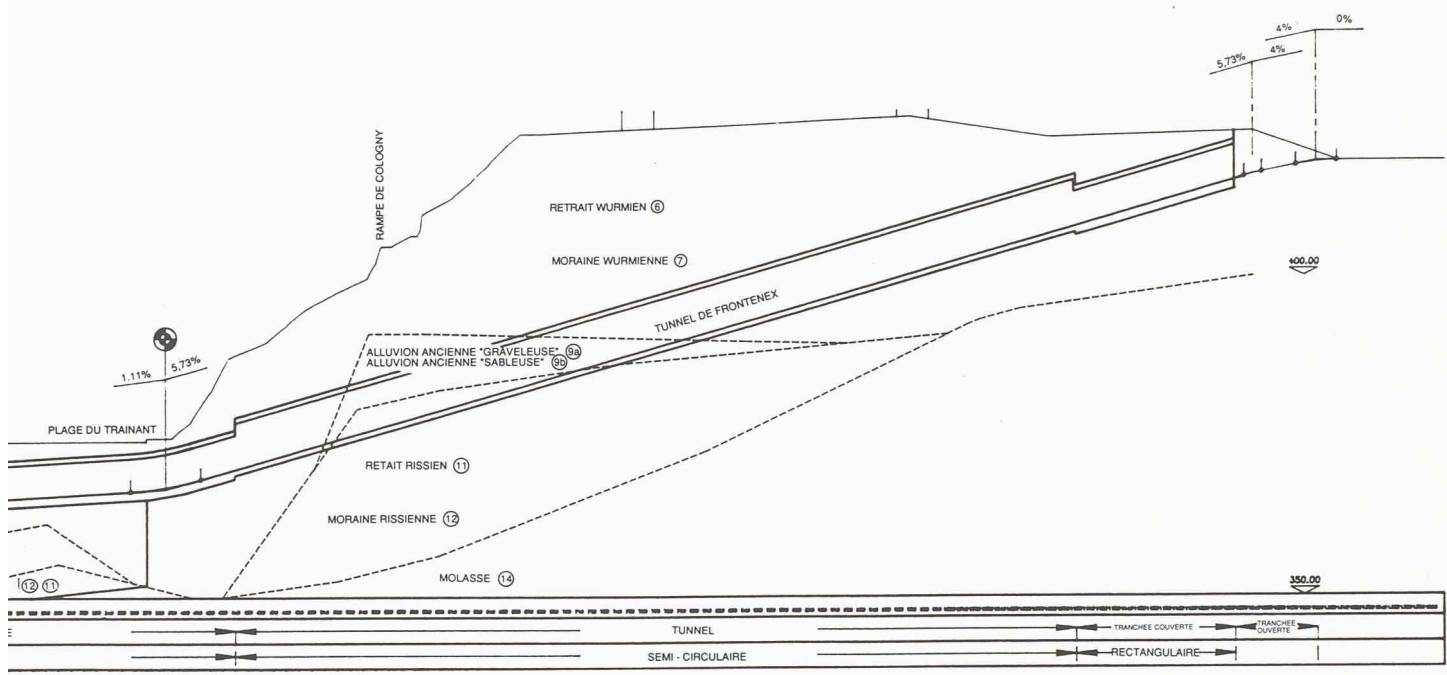 4%
0%
5,73%
4%
RAMPE DE COLOGNY
RETRAIT WURMIEN 6
MORAINE WURMIENNE 7
400.00
TUNNEL DE FRONTENEX
ALLUVION ANCIENNE "GRAVELEUSE" 9a
ALLUVION ANCIENNE "SABLEUSE" 9b
1.11%
5,73%
PLAGE DU TRAINANT
RETAIT RISSIEN 11
MORAINE RISSIENNE 12
MOLASSE 14
12 11
350.00
E
TUNNEL
TRANCHEE COUVERTE
TRANCHEE
OUVERTE
SEMI - CIRCULAIRE
RECTANGULAIRE